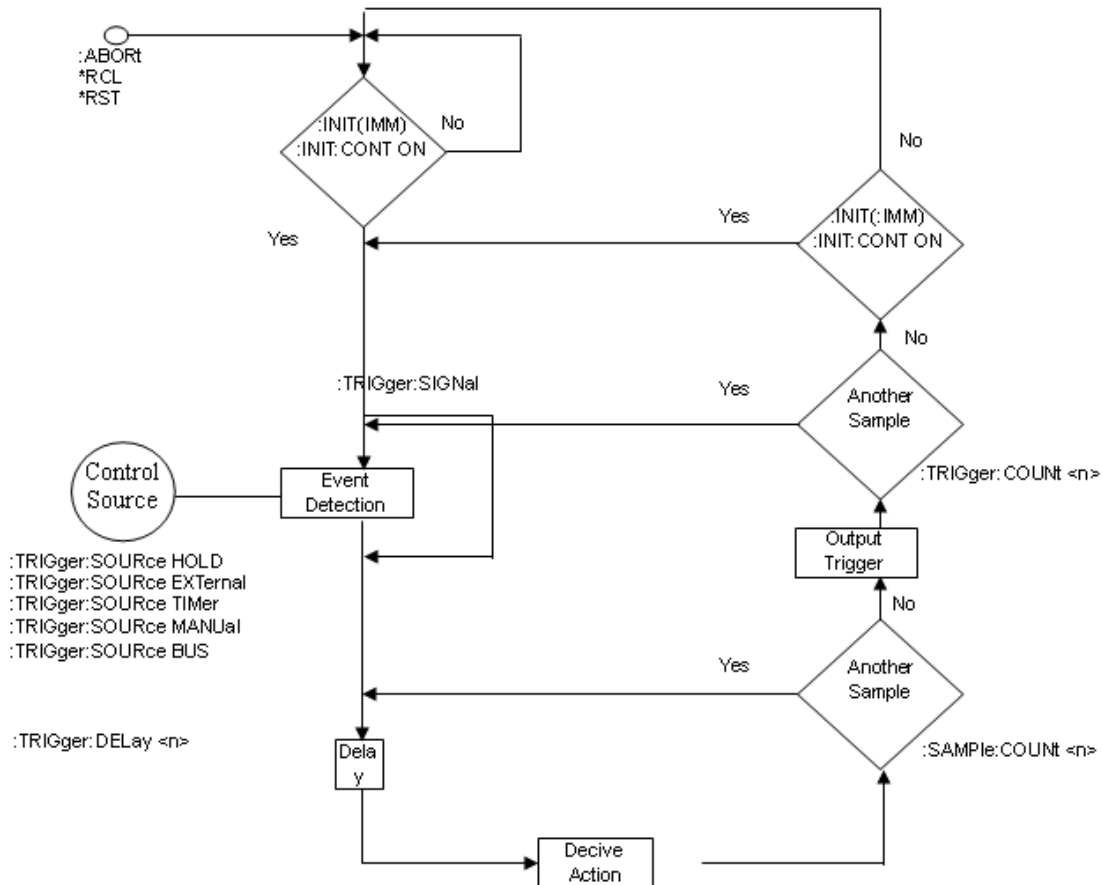 :ABORt
*RCL
*RST
:INIT(IMM)
:INIT:CONT ON
No
Yes
No
Yes
:INIT(:IMM)
:INIT:CONT ON
No
:TRIGger:SIGNal
Yes
Another
Sample
:TRIGger:COUNt <n>
Control
Source
Event
Detection
:TRIGger:SOURce HOLD
:TRIGger:SOURce EXTernal
:TRIGger:SOURce TIMer
:TRIGger:SOURce MANUal
:TRIGger:SOURce BUS
Output
Trigger
No
Yes
Another
Sample
:TRIGger:DELay <n>
Dela
y
:SAMPle:COUNt <n>
Decive
Action